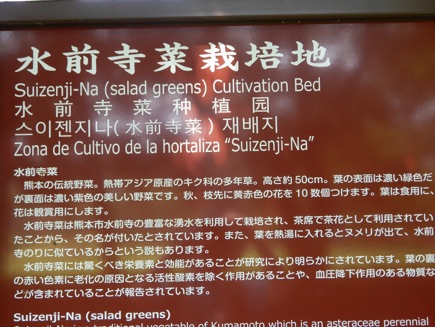 水前寺菜栽培地
Suizenji-Na (salad greens) Cultivation Bed
水前寺菜种植园
스이젠지나(水前寺菜) 재배지
Zona de Cultivo de la hortaliza “Suizenji-Na”
水前寺菜
熊本の伝統野菜。熱帯アジア原産のキク科の多年草。高さ約50cm。葉の表面は濃い緑色だ
が裏面は濃い紫色の美しい野菜です。秋、枝先に黄赤色の花を10数個つけます。葉は食用に、
花は観賞用にします。
水前寺菜は熊本市水前寺の豊富な湧水を利用して栽培され、茶席で茶花として利用されてい
たことから、その名が付いたとされています。また、葉を熱湯に入れるとヌメリが出て、水前
寺のりに似ているからという説もあります。
水前寺菜には驚くべき栄養素と効能があることが研究により明らかにされています。葉の裏
の赤い色素に老化の原因となる活性酸素を除く作用があることや、血圧降下作用のある物質な
どが含まれていることが報告されています。
Suizenji-Na (salad greens)
Suizenji-Na is a traditional vegetable of Kumamoto which is an asteraceae perennial